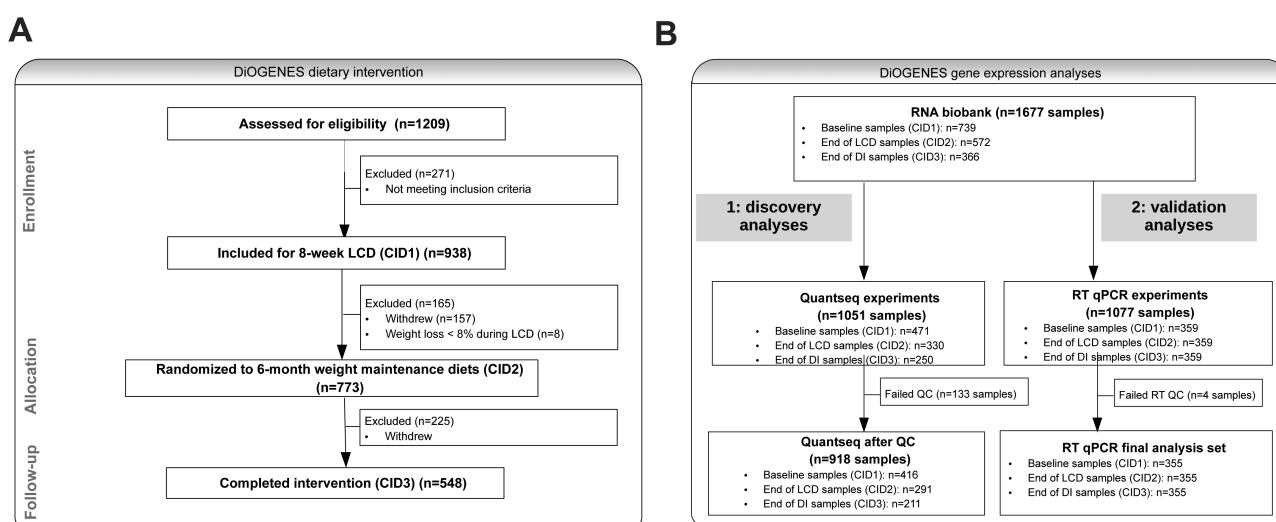 A
DiOGENES dietary intervention
Enrollment
Allocation
Follow-up
Assessed for eligibility (n=1209)
Excluded (n=271)
• Not meeting inclusion criteria
Included for 8-week LCD (CID1) (n=938)
Excluded (n=165)
• Withdrew (n=157)
• Weight loss < 8% during LCD (n=8)
Randomized to 6-month weight maintenance diets (CID2)
(n=773)
Excluded (n=225)
• Withdrew
Completed intervention (CID3) (n=548)
B
DiOGENES gene expression analyses
RNA biobank (n=1677 samples)
• Baseline samples (CID1): n=739
• End of LCD samples (CID2): n=572
• End of DI samples (CID3): n=366
1: discovery
analyses
2: validation
analyses
Quantseq experiments
(n=1051 samples)
• Baseline samples (CID1): n=471
• End of LCD samples (CID2): n=330
• End of DI samples (CID3): n=250
Failed QC (n=133 samples)
Quantseq after QC
(n=918 samples)
• Baseline samples (CID1): n=416
• End of LCD samples (CID2): n=291
• End of DI samples (CID3): n=211
RT qPCR experiments
(n=1077 samples)
• Baseline samples (CID1): n=359
• End of LCD samples (CID2): n=359
• End of DI samples (CID3): n=359
Failed RT QC (n=4 samples)
RT qPCR final analysis set
• Baseline samples (CID1): n=355
• End of LCD samples (CID2): n=355
• End of DI samples (CID3): n=355